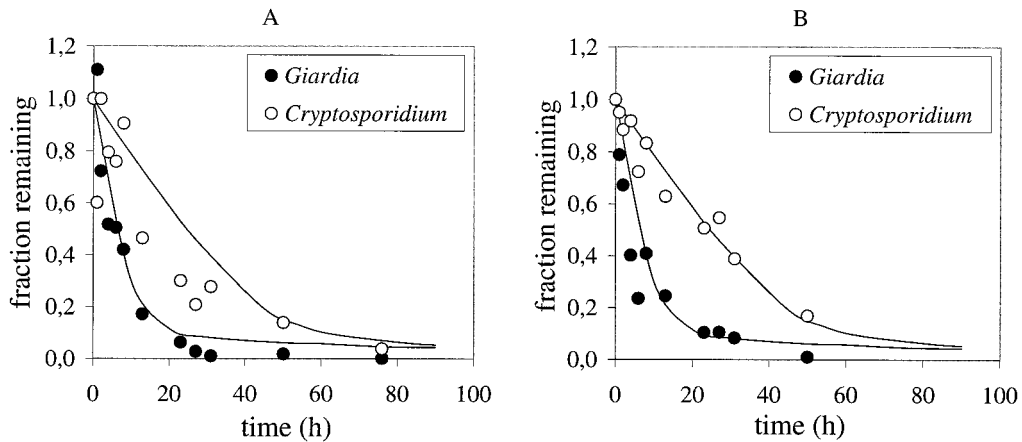 A
1,2
1,0
0,8
0,6
0,4
0,2
0,0
fraction remaining
Giardia
Cryptosporidium
0 20 40 60 80 100
time (h)
B
1,2
1,0
0,8
0,6
0,4
0,2
0,0
fraction remaining
Giardia
Cryptosporidium
0 20 40 60 80 100
time (h)